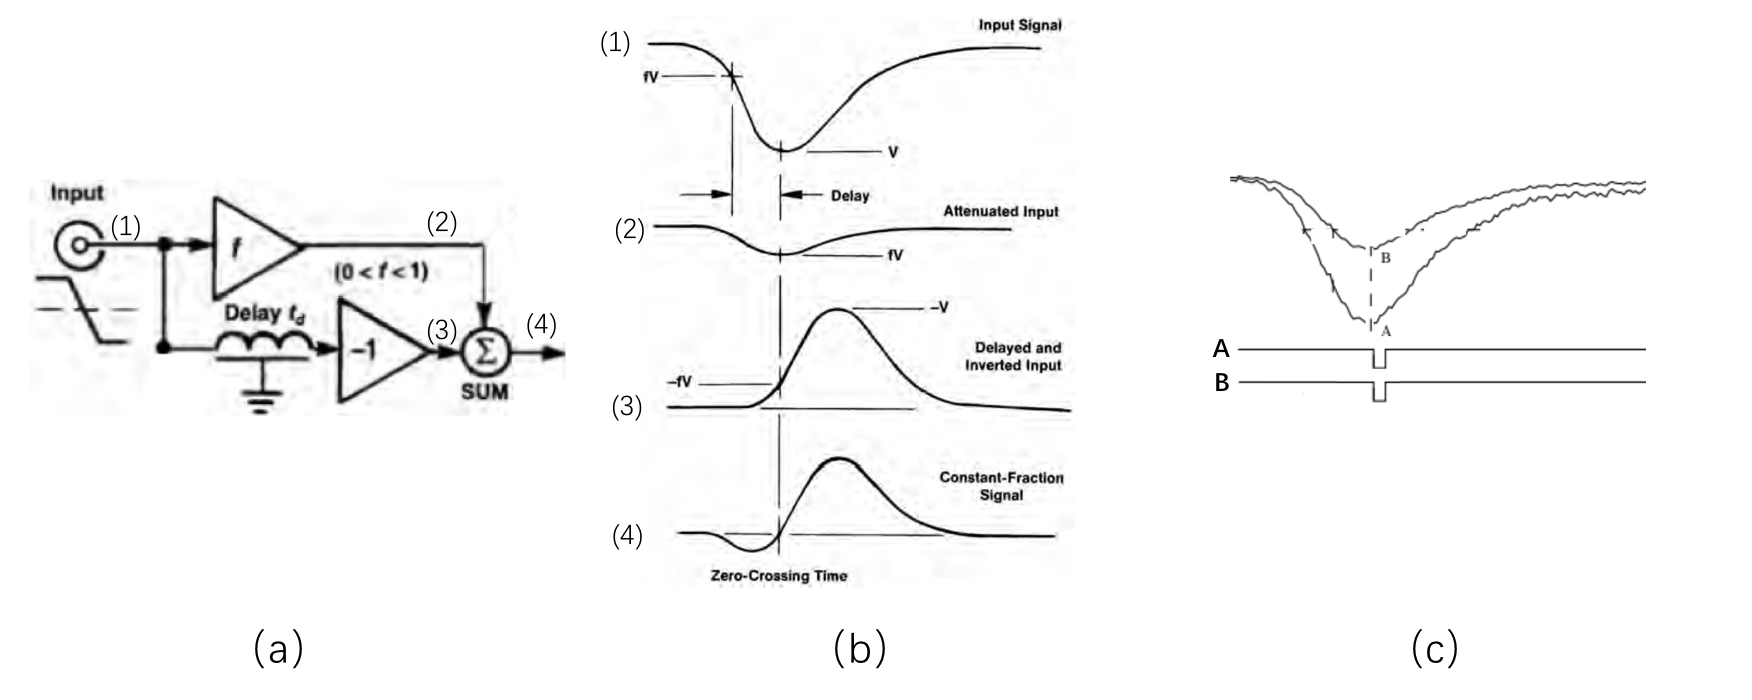 Input
(1)
(2)
f
(0 < f < 1)
Delay t_d
−1
(3)
Σ
(4)
SUM
(a)
Input Signal
(1)
fV
V
Delay
Attenuated Input
(2)
fV
−V
Delayed and
Inverted Input
−fV
(3)
Constant-Fraction
Signal
(4)
Zero-Crossing Time
(b)
B
A
A
B
(c)